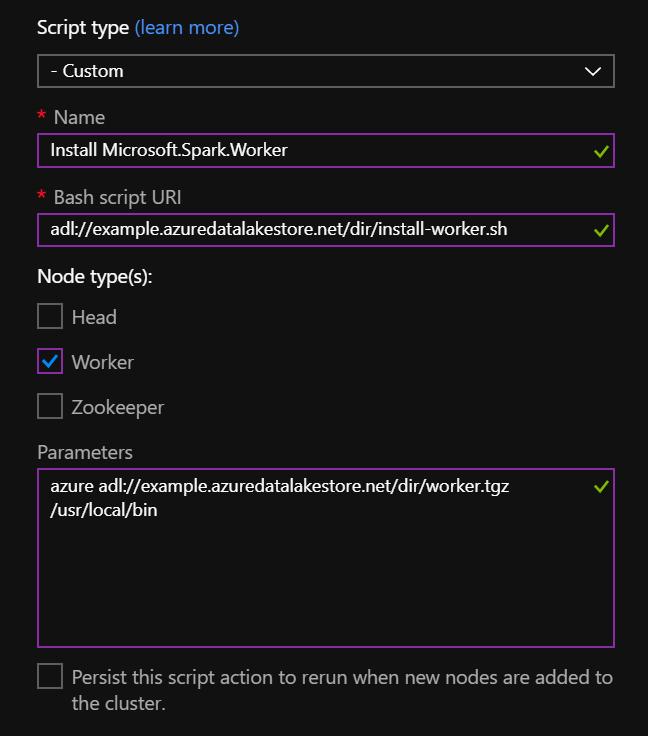 Script type (learn more)
- Custom
* Name
Install Microsoft.Spark.Worker
* Bash script URI
adl://example.azuredatalakestore.net/dir/install-worker.sh
Node type(s):
Head
Worker
Zookeeper
Parameters
azure adl://example.azuredatalakestore.net/dir/worker.tgz
/usr/local/bin
Persist this script action to rerun when new nodes are added to
the cluster.